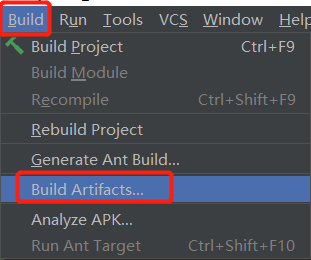 Build Run Tools VCS Window Help
Build Project Ctrl+F9
Build Module
Recompile Ctrl+Shift+F9
Rebuild Project
Generate Ant Build...
Build Artifacts...
Analyze APK...
Run Ant Target Ctrl+Shift+F10